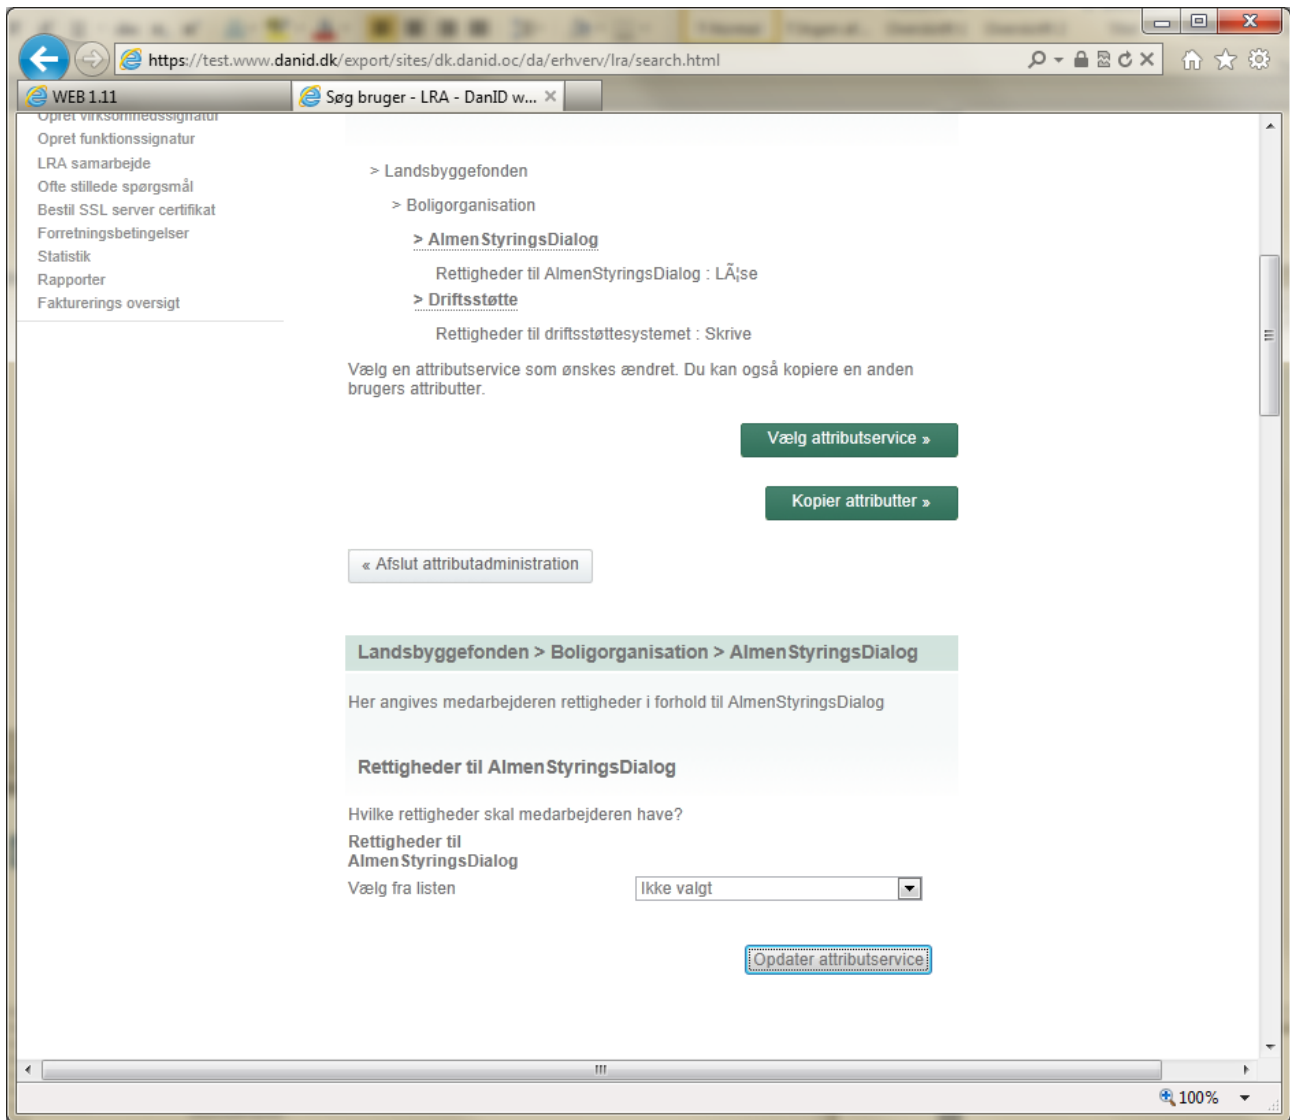 https://test.www.danid.dk/export/sites/dk.danid.oc/da/erhverv/lra/search.html
WEB 1.11
Søg bruger - LRA - DanID w...
Opret virksomhedssignatur
Opret funktionssignatur
LRA samarbejde
Ofte stillede spørgsmål
Bestil SSL server certifikat
Forretningsbetingelser
Statistik
Rapporter
Fakturerings oversigt
> Landsbyggefonden
> Boligorganisation
> AlmenStyringsDialog
Rettigheder til AlmenStyringsDialog : LÃ¦se
> Driftsstøtte
Rettigheder til driftsstøttesystemet : Skrive
Vælg en attributservice som ønskes ændret. Du kan også kopiere en anden
brugers attributter.
Vælg attributservice »
Kopier attributter »
« Afslut attributadministration
Landsbyggefonden > Boligorganisation > AlmenStyringsDialog
Her angives medarbejderen rettigheder i forhold til AlmenStyringsDialog
Rettigheder til AlmenStyringsDialog
Hvilke rettigheder skal medarbejderen have?
Rettigheder til
AlmenStyringsDialog
Vælg fra listen
Ikke valgt
Opdater attributservice
100%